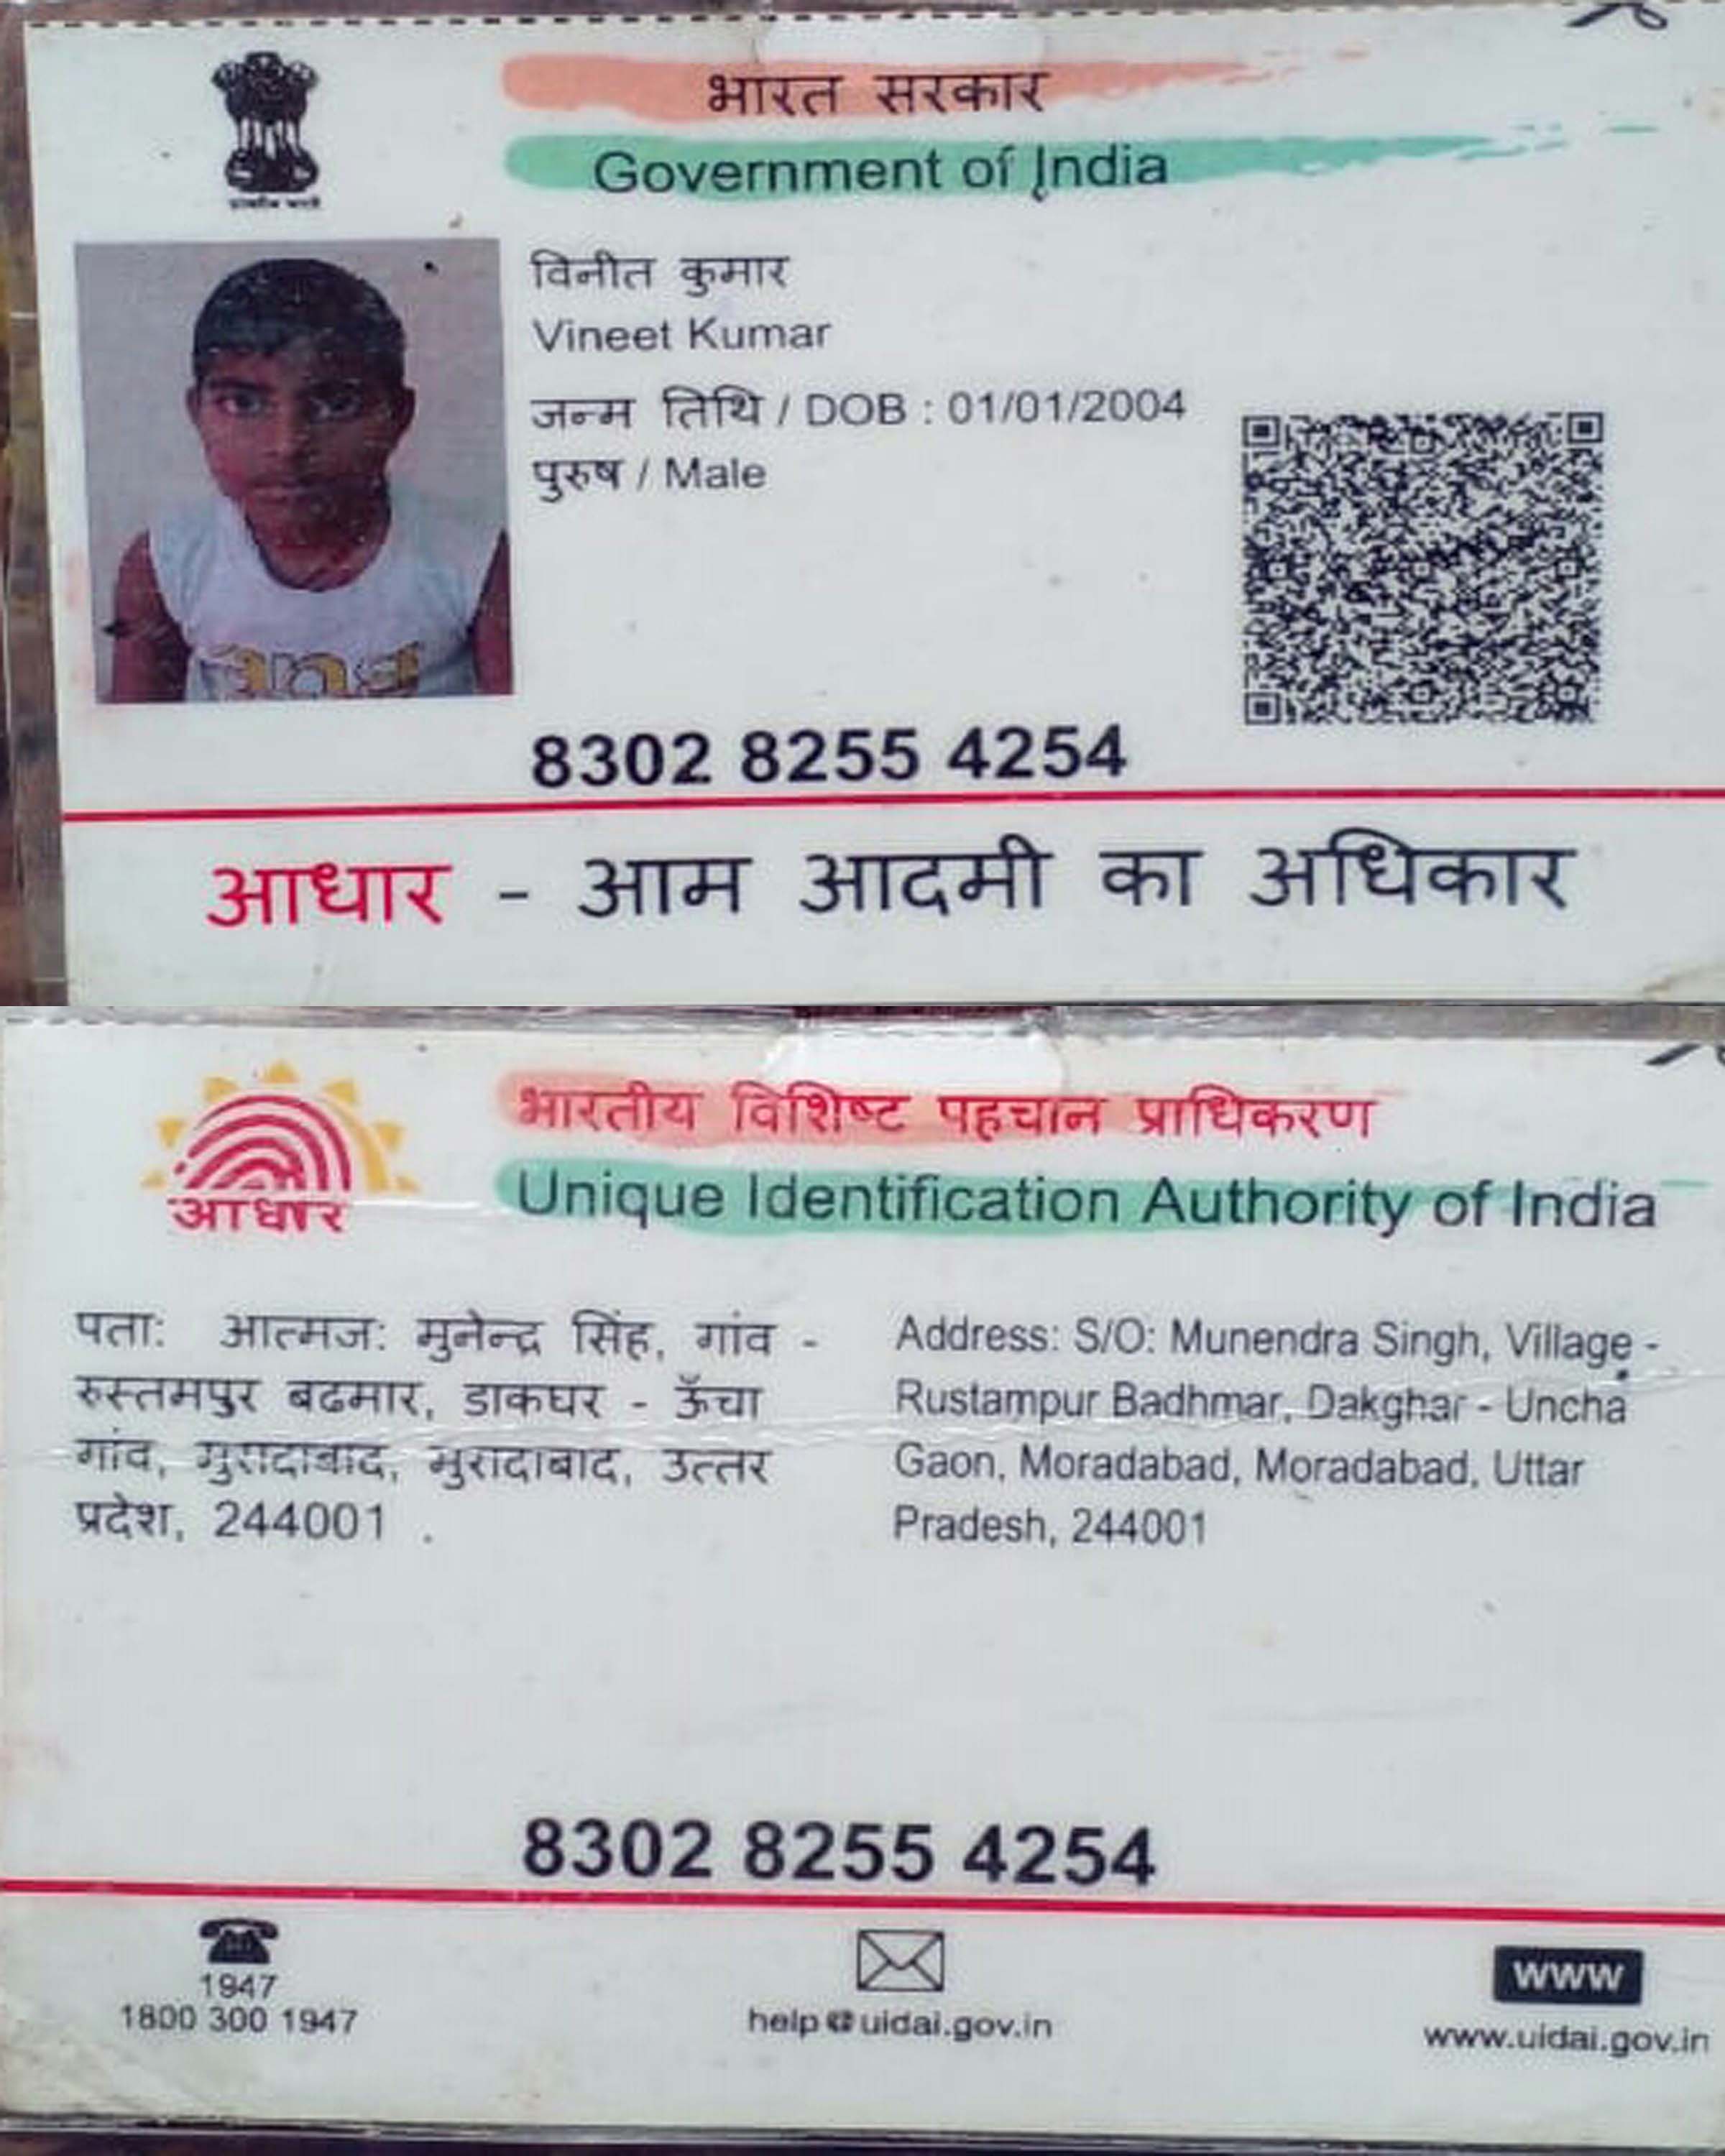 भारत सरकार
Government of India
विनीत कुमार
Vineet Kumar
जन्म तिथि / DOB : 01/01/2004
पुरुष / Male
8302 8255 4254
आधार - आम आदमी का अधिकार
भारतीय विशिष्ट पहचान प्राधिकरण
Unique Identification Authority of India
आधार
पता: आत्मज: मुनेन्द्र सिंह, गांव -
रुस्तमपुर बढमार, डाकघर - ऊँचा
गांव, मुरादाबाद, मुरादाबाद, उत्तर
प्रदेश, 244001 .
Address: S/O: Munendra Singh, Village -
Rustampur Badhmar, Dakghar - Uncha
Gaon, Moradabad, Moradabad, Uttar
Pradesh, 244001
8302 8255 4254
1947
1800 300 1947
help@uidai.gov.in
www
www.uidai.gov.in